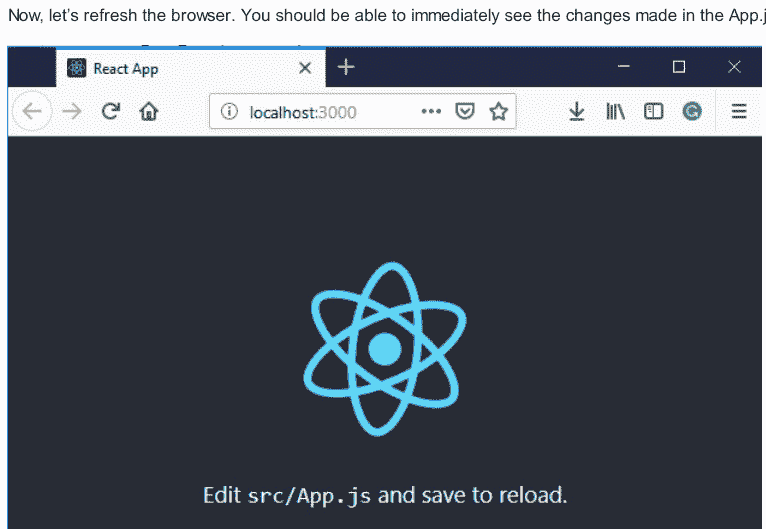 Now, let’s refresh the browser. You should be able to immediately see the changes made in the App.j
React App
localhost:3000
Edit src/App.js and save to reload.